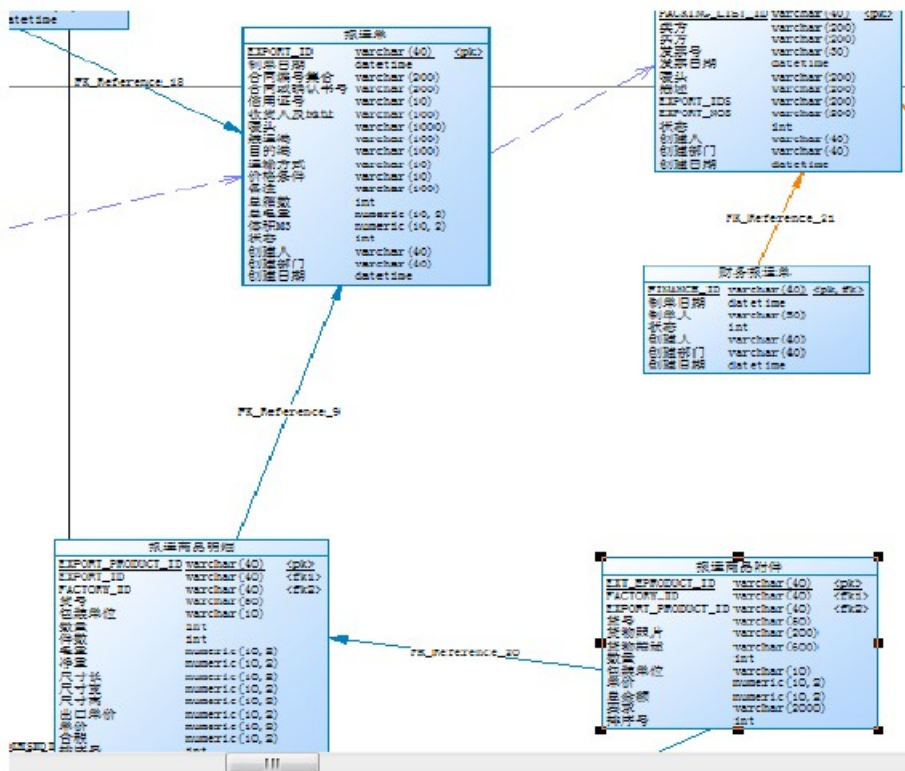 datetime
报运单
EXPORT_ID varchar(40) <pk>
制单日期 datetime
合同编号集合 varchar(200)
合同或确认书号 varchar(200)
信用证号 varchar(10)
收货人及地址 varchar(100)
唛头 varchar(1000)
装运港 varchar(100)
目的港 varchar(100)
运输方式 varchar(10)
价格条件 varchar(10)
备注 varchar(100)
总箱数 int
总毛重 numeric(10,2)
体积M3 numeric(10,2)
状态 int
创建人 varchar(40)
创建部门 varchar(40)
创建日期 datetime
PACKING_LIST_ID varchar(40) <pk>
卖方 varchar(200)
买方 varchar(200)
发票号 varchar(30)
发票日期 datetime
唛头 varchar(200)
描述 varchar(200)
EXPORT_IDS varchar(200)
EXPORT_NOS varchar(200)
状态 int
创建人 varchar(40)
创建部门 varchar(40)
创建日期 datetime
FK_Reference_18
FK_Reference_21
财务报运单
FINANCE_ID varchar(40) <pk,fk>
制单日期 datetime
制单人 varchar(50)
状态 int
创建人 varchar(40)
创建部门 varchar(40)
创建日期 datetime
FK_Reference_9
报运商品明细
EXPORT_PRODUCT_ID varchar(40) <pk>
EXPORT_ID varchar(40) <fk1>
FACTORY_ID varchar(40) <fk2>
货号 varchar(50)
包装单位 varchar(10)
数量 int
件数 int
毛重 numeric(10,2)
净重 numeric(10,2)
尺寸长 numeric(10,2)
尺寸宽 numeric(10,2)
尺寸高 numeric(10,2)
出口单价 numeric(10,2)
单价 numeric(10,2)
numeric(10,2)
int
FK_Reference_20
报运商品附件
EXT_EPRODUCT_ID varchar(40) <pk>
FACTORY_ID varchar(40) <fk1>
EXPORT_PRODUCT_ID varchar(40) <fk2>
货号 varchar(50)
货物照片 varchar(200)
货物描述 varchar(600)
数量 int
包装单位 varchar(10)
单价 numeric(10,2)
总金额 numeric(10,2)
varchar(2000)
排序号 int